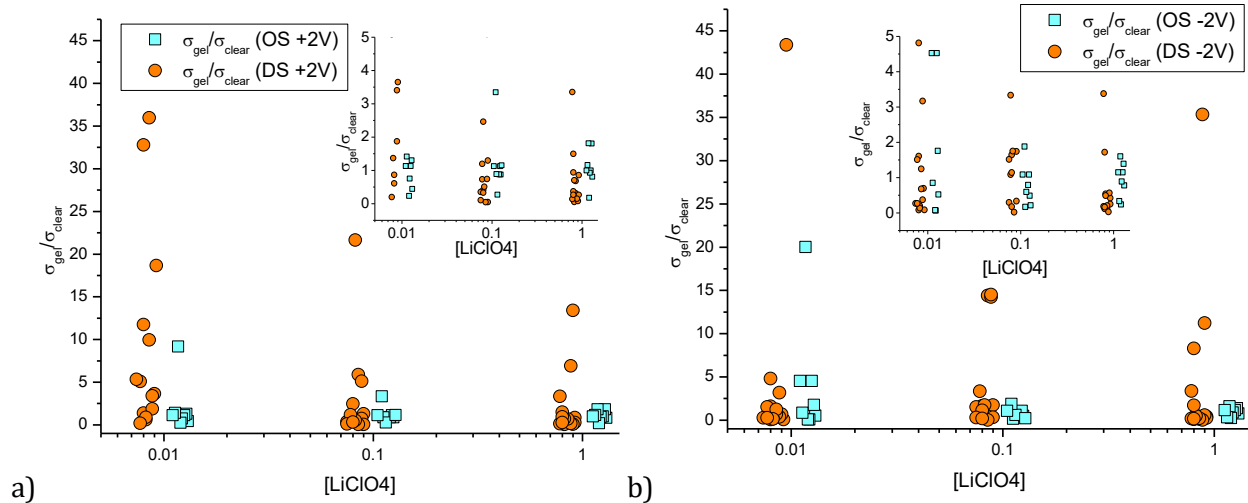 45
40
35
30
25
20
15
10
5
0
σgel/σclear
σgel/σclear (OS +2V)
σgel/σclear (DS +2V)
5
4
3
2
1
0
σgel/σclear
0.01 0.1 1
[LiClO4]
0.01 0.1 1
[LiClO4]
a)
45
40
35
30
25
20
15
10
5
0
σgel/σclear
σgel/σclear (OS -2V)
σgel/σclear (DS -2V)
5
4
3
2
1
0
σgel/σclear
0.01 0.1 1
[LiClO4]
0.01 0.1 1
[LiClO4]
b)